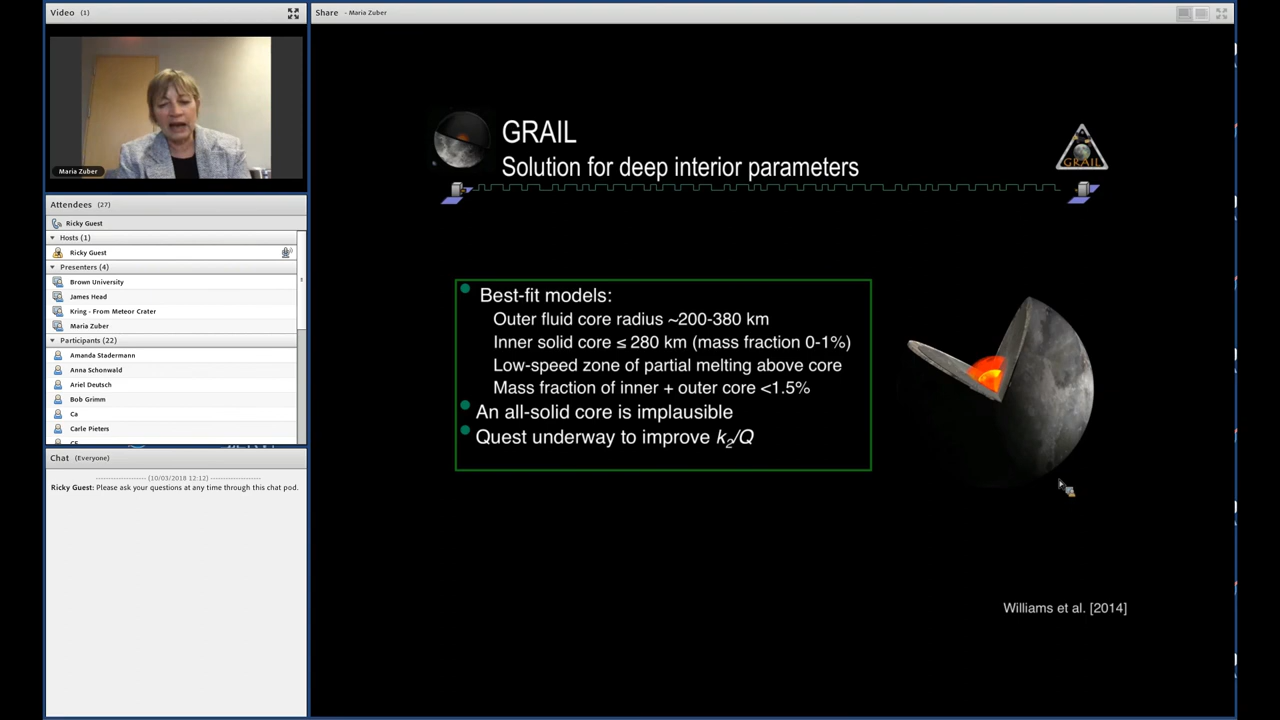 Video (1)
Maria Zuber
Attendees (27)
Ricky Guest
Hosts (1)
Ricky Guest
Presenters (4)
Brown University
James Head
Kring - From Meteor Crater
Maria Zuber
Participants (22)
Amanda Stadermann
Anna Schonwald
Ariel Deutsch
Bob Grimm
Ca
Carle Pieters
Chat (Everyone)
(10/03/2018 12:12)
Ricky Guest: Please ask your questions at any time through this chat pod.
Share - Maria Zuber
GRAIL
Solution for deep interior parameters
GRAIL
Best-fit models:
Outer fluid core radius ~200-380 km
Inner solid core ≤ 280 km (mass fraction 0-1%)
Low-speed zone of partial melting above core
Mass fraction of inner + outer core <1.5%
An all-solid core is implausible
Quest underway to improve k2/Q
Williams et al. [2014]